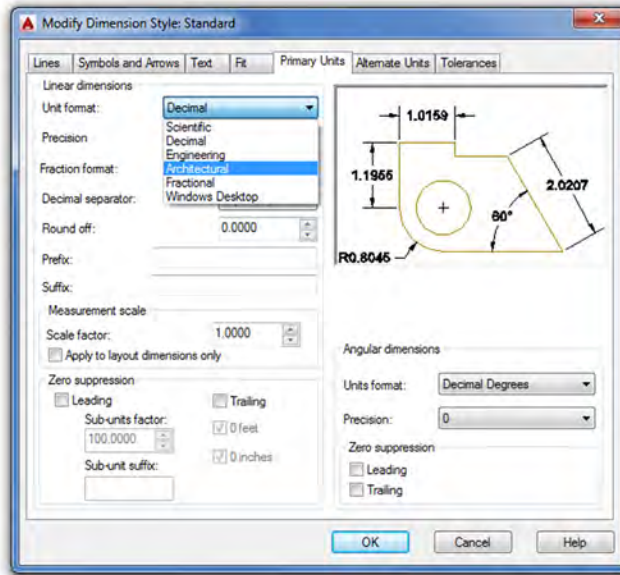 Modify Dimension Style: Standard
Lines
Symbols and Arrows
Text
Fit
Primary Units
Alternate Units
Tolerances
Linear dimensions
Unit format:
Decimal
Scientific
Decimal
Engineering
Architectural
Fractional
Windows Desktop
Precision
Fraction format:
Decimal separator:
Round off:
0.0000
Prefix:
Suffix:
Measurement scale
Scale factor:
1.0000
Apply to layout dimensions only
Zero suppression
Leading
Trailing
Sub-units factor:
100.0000
0 feet
0 inches
Sub-unit suffix:
1.0159
1.1955
2.0207
60°
R0.8045
Angular dimensions
Units format:
Decimal Degrees
Precision:
0
Zero suppression
Leading
Trailing
OK
Cancel
Help